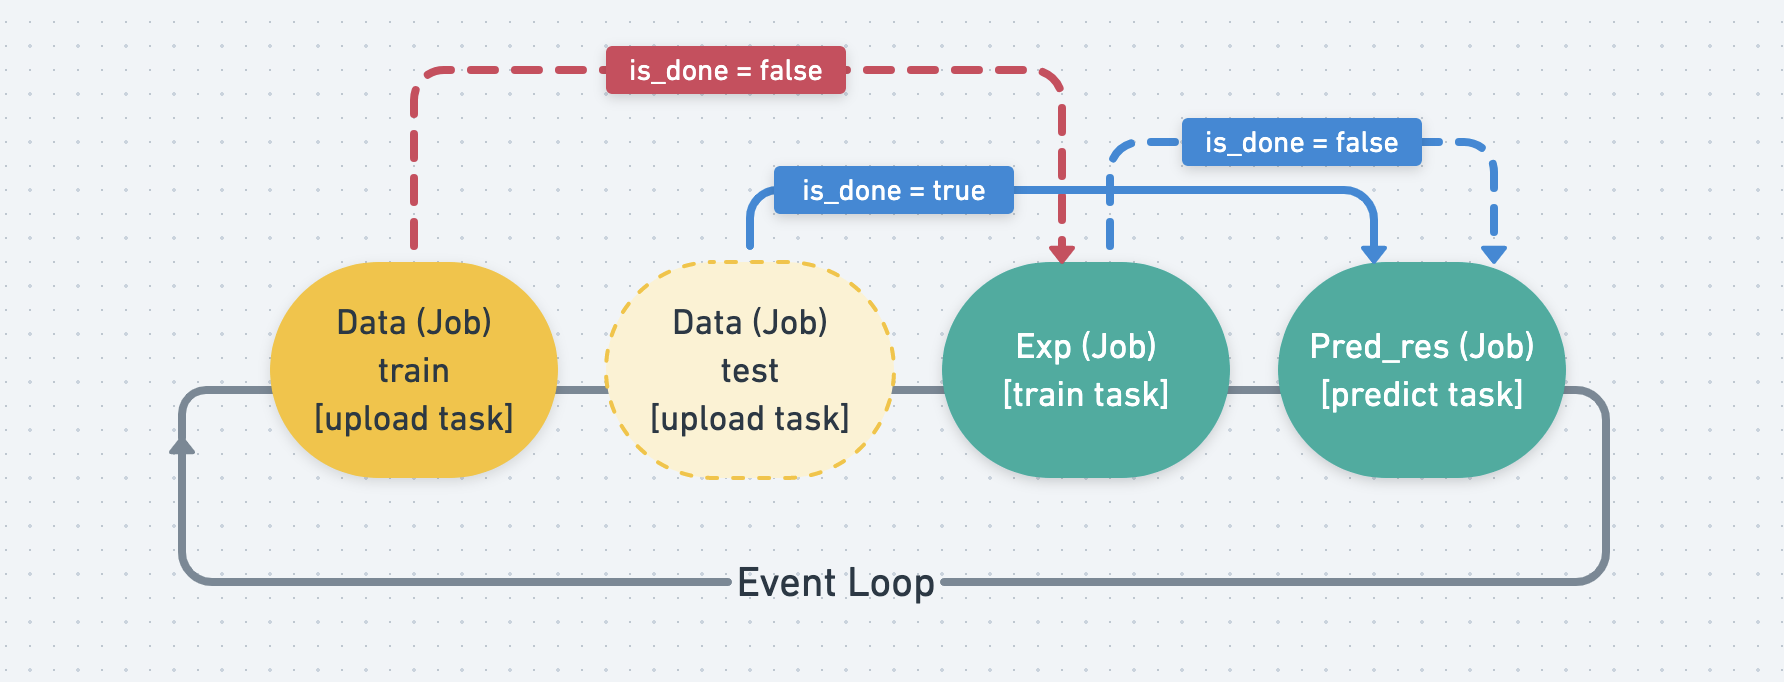 is_done = false
is_done = false
is_done = true
Data (Job)
train
[upload task]
Data (Job)
test
[upload task]
Exp (Job)
[train task]
Pred_res (Job)
[predict task]
Event Loop